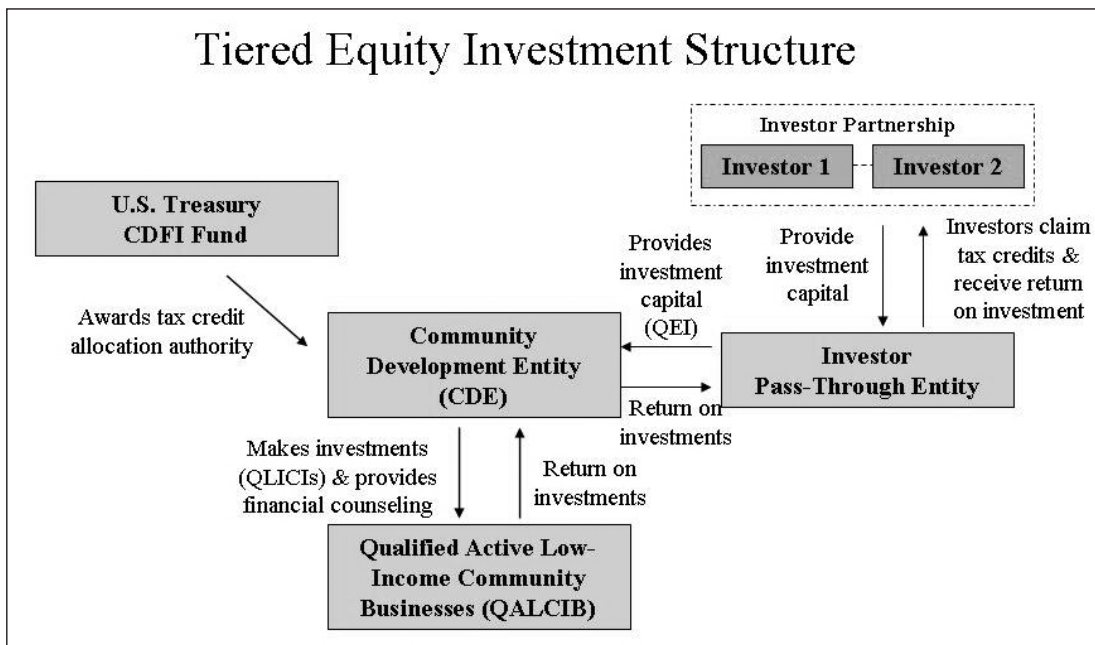 Tiered Equity Investment Structure
Investor Partnership
Investor 1
Investor 2
U.S. Treasury
CDFI Fund
Awards tax credit
allocation authority
Provides
investment
capital
(QEI)
Provide
investment
capital
Investors claim
tax credits &
receive return
on investment
Community
Development Entity
(CDE)
Investor
Pass-Through Entity
Return on
investments
Makes investments
(QLICIs) & provides
financial counseling
Return on
investments
Qualified Active Low-
Income Community
Businesses (QALCIB)